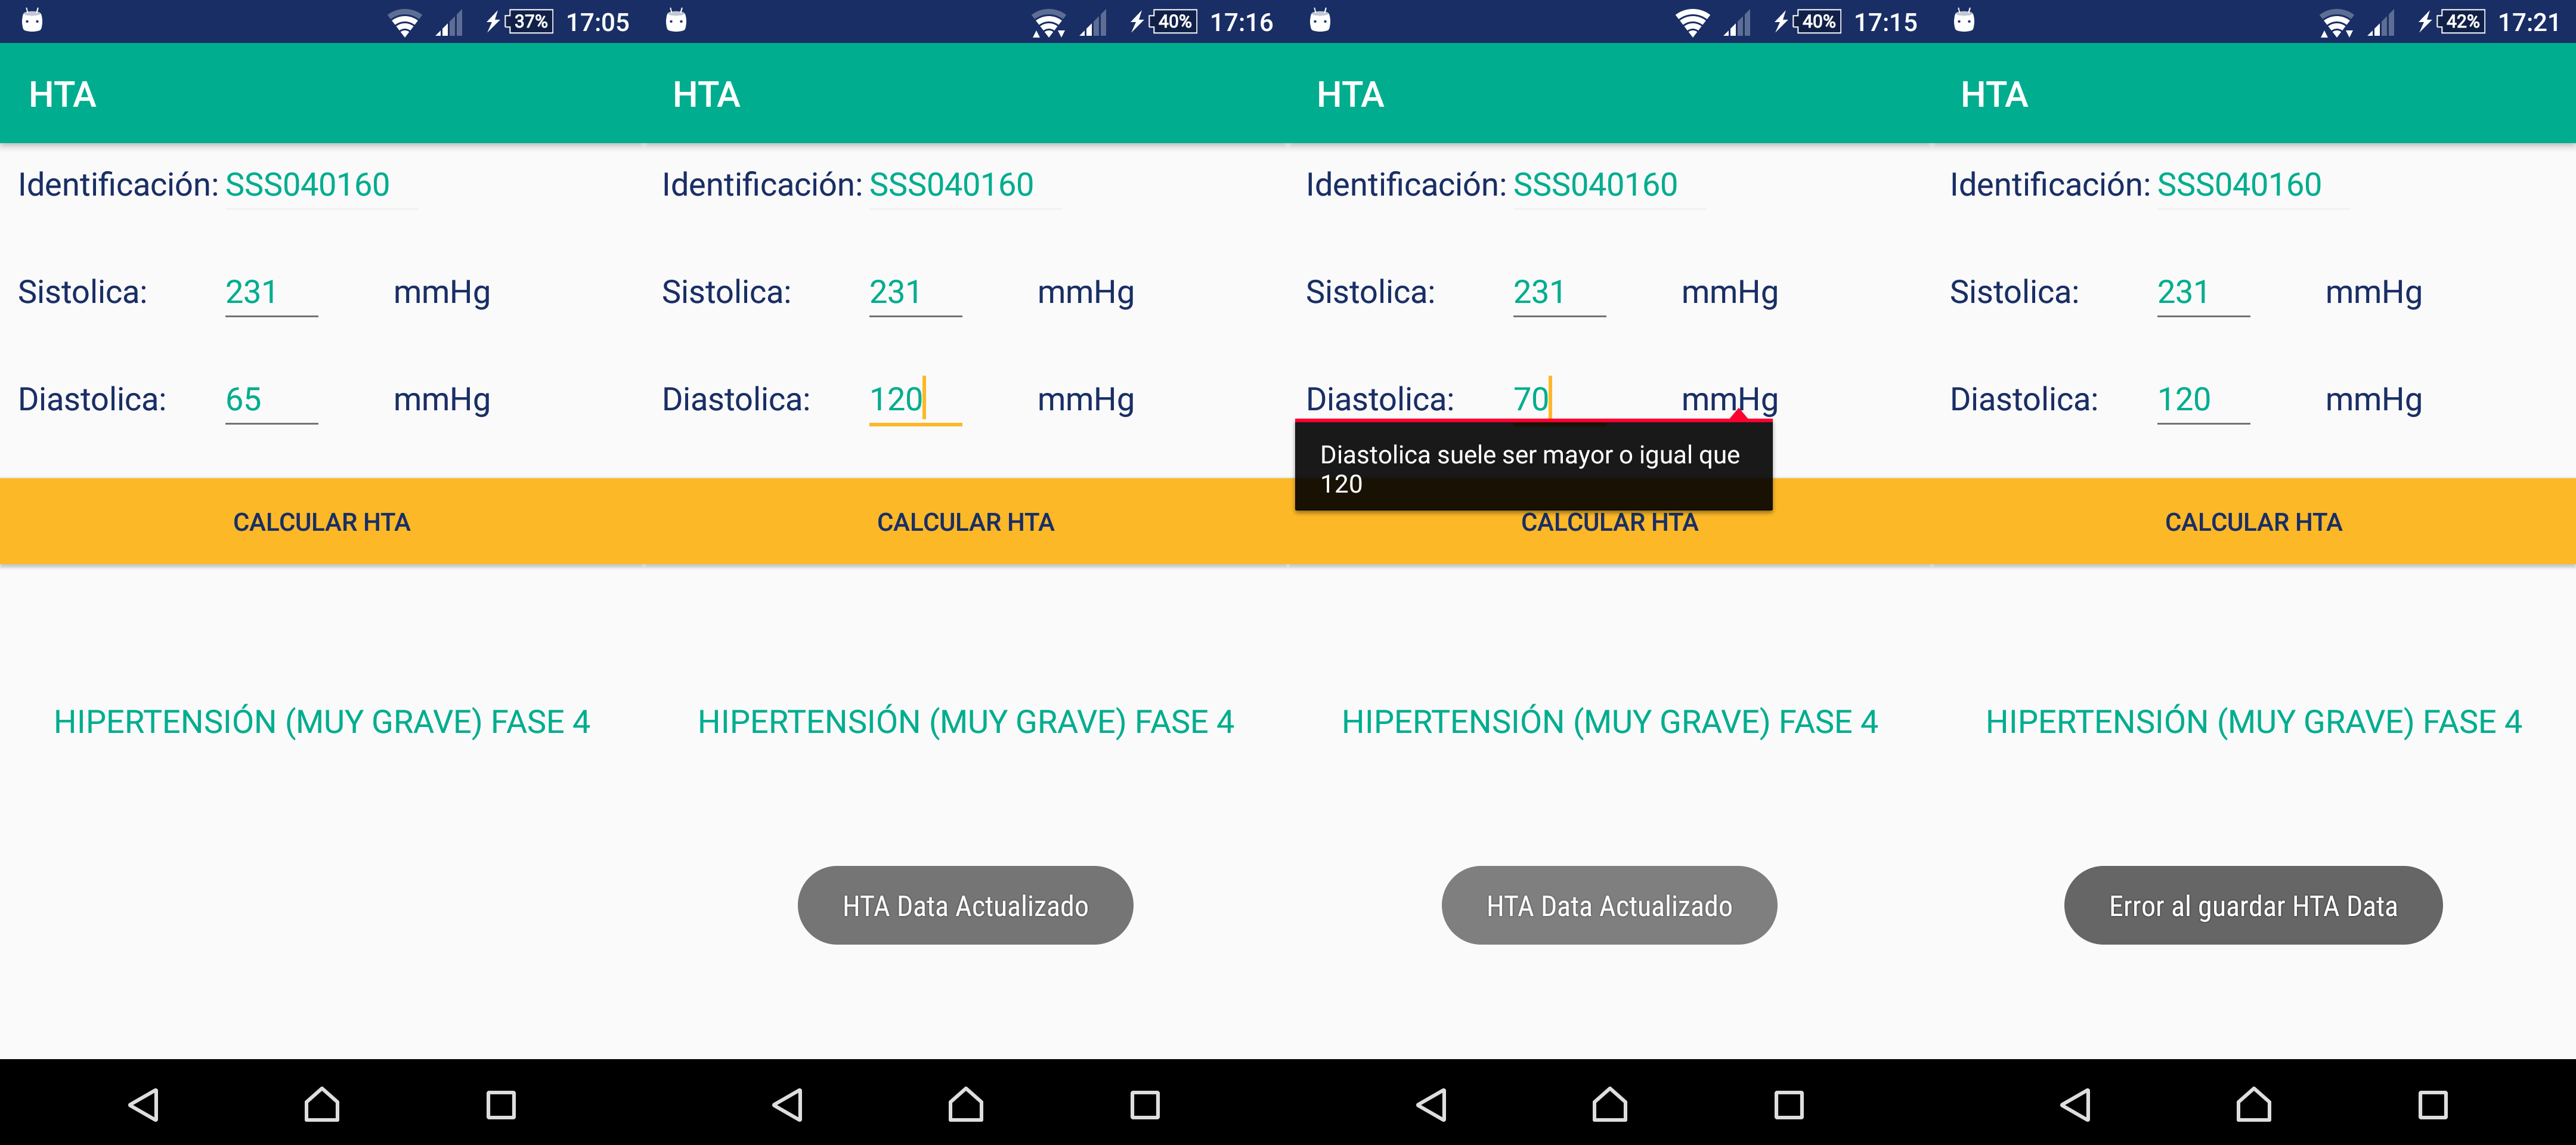 37% 17:05
HTA
Identificación: SSS040160
Sistolica: 231 mmHg
Diastolica: 65 mmHg
CALCULAR HTA
HIPERTENSIÓN (MUY GRAVE) FASE 4
40% 17:16
HTA
Identificación: SSS040160
Sistolica: 231 mmHg
Diastolica: 120 mmHg
CALCULAR HTA
HIPERTENSIÓN (MUY GRAVE) FASE 4
HTA Data Actualizado
40% 17:15
HTA
Identificación: SSS040160
Sistolica: 231 mmHg
Diastolica: 70 mmHg
Diastolica suele ser mayor o igual que
120
CALCULAR HTA
HIPERTENSIÓN (MUY GRAVE) FASE 4
HTA Data Actualizado
42% 17:21
HTA
Identificación: SSS040160
Sistolica: 231 mmHg
Diastolica: 120 mmHg
CALCULAR HTA
HIPERTENSIÓN (MUY GRAVE) FASE 4
Error al guardar HTA Data